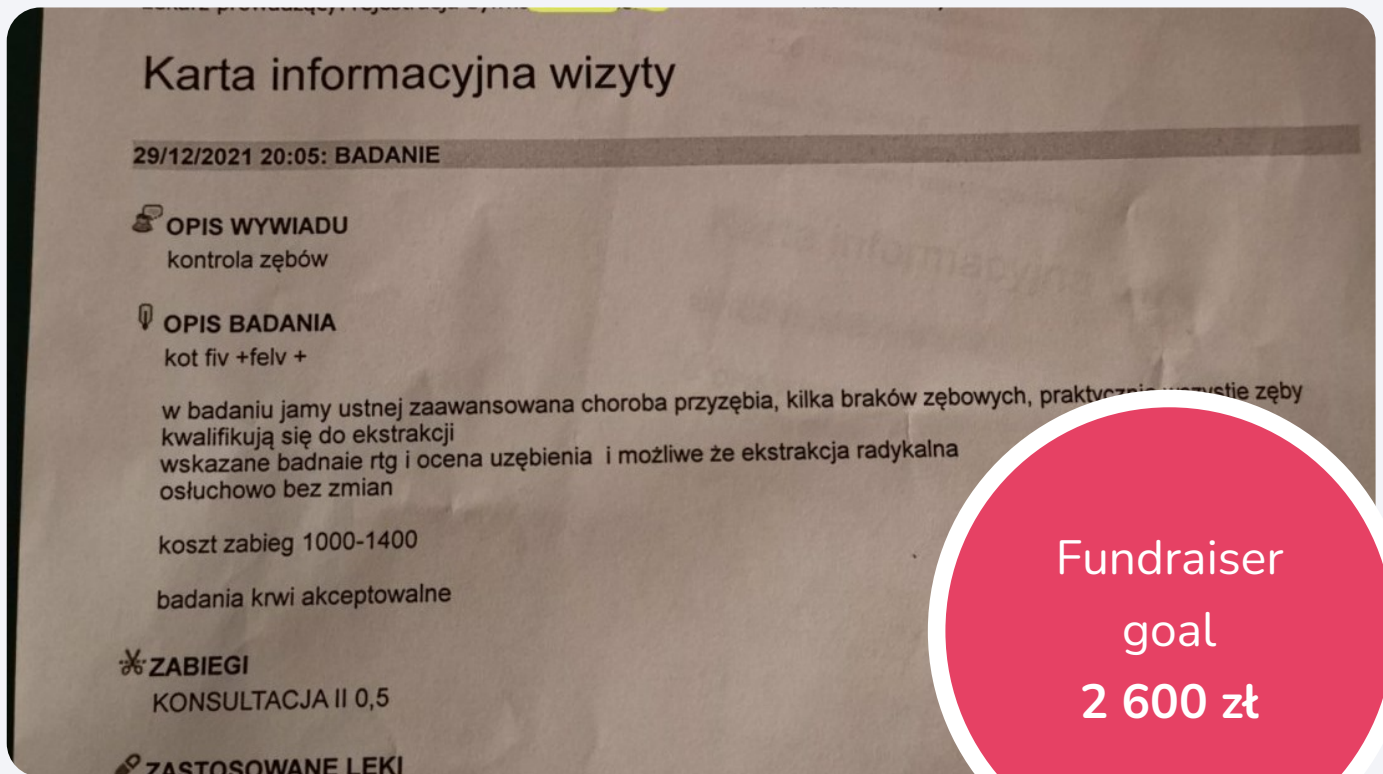 Karta informacyjna wizyty
29/12/2021 20:05: BADANIE
OPIS WYWIADU
kontrola zębów
OPIS BADANIA
kot fiv +felv +
w badaniu jamy ustnej zaawansowana choroba przyzębia, kilka braków zębowych, zęby
kwalifikują się do ekstrakcji
wskazane badnaie rtg i ocena uzębienia i możliwe że ekstrakcja radykalna
osłuchowo bez zmian
koszt zabieg 1000-1400
badania krwi akceptowalne
ZABIEGI
KONSULTACJA II 0,5
ZASTOSOWANE LEKI
Fundraiser
goal
2 600 zł